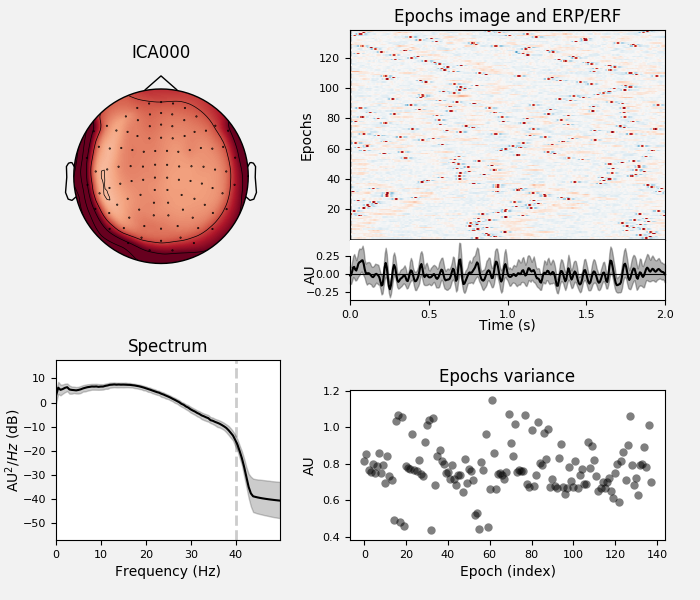 ICA000
Epochs image and ERP/ERF
Epochs
120
100
80
60
40
20
AU
0.25
0.00
−0.25
0.0 0.5 1.0 1.5 2.0
Time (s)
Spectrum
AU²/Hz (dB)
10
0
−10
−20
−30
−40
−50
0 10 20 30 40
Frequency (Hz)
Epochs variance
AU
1.2
1.0
0.8
0.6
0.4
0 20 40 60 80 100 120 140
Epoch (index)